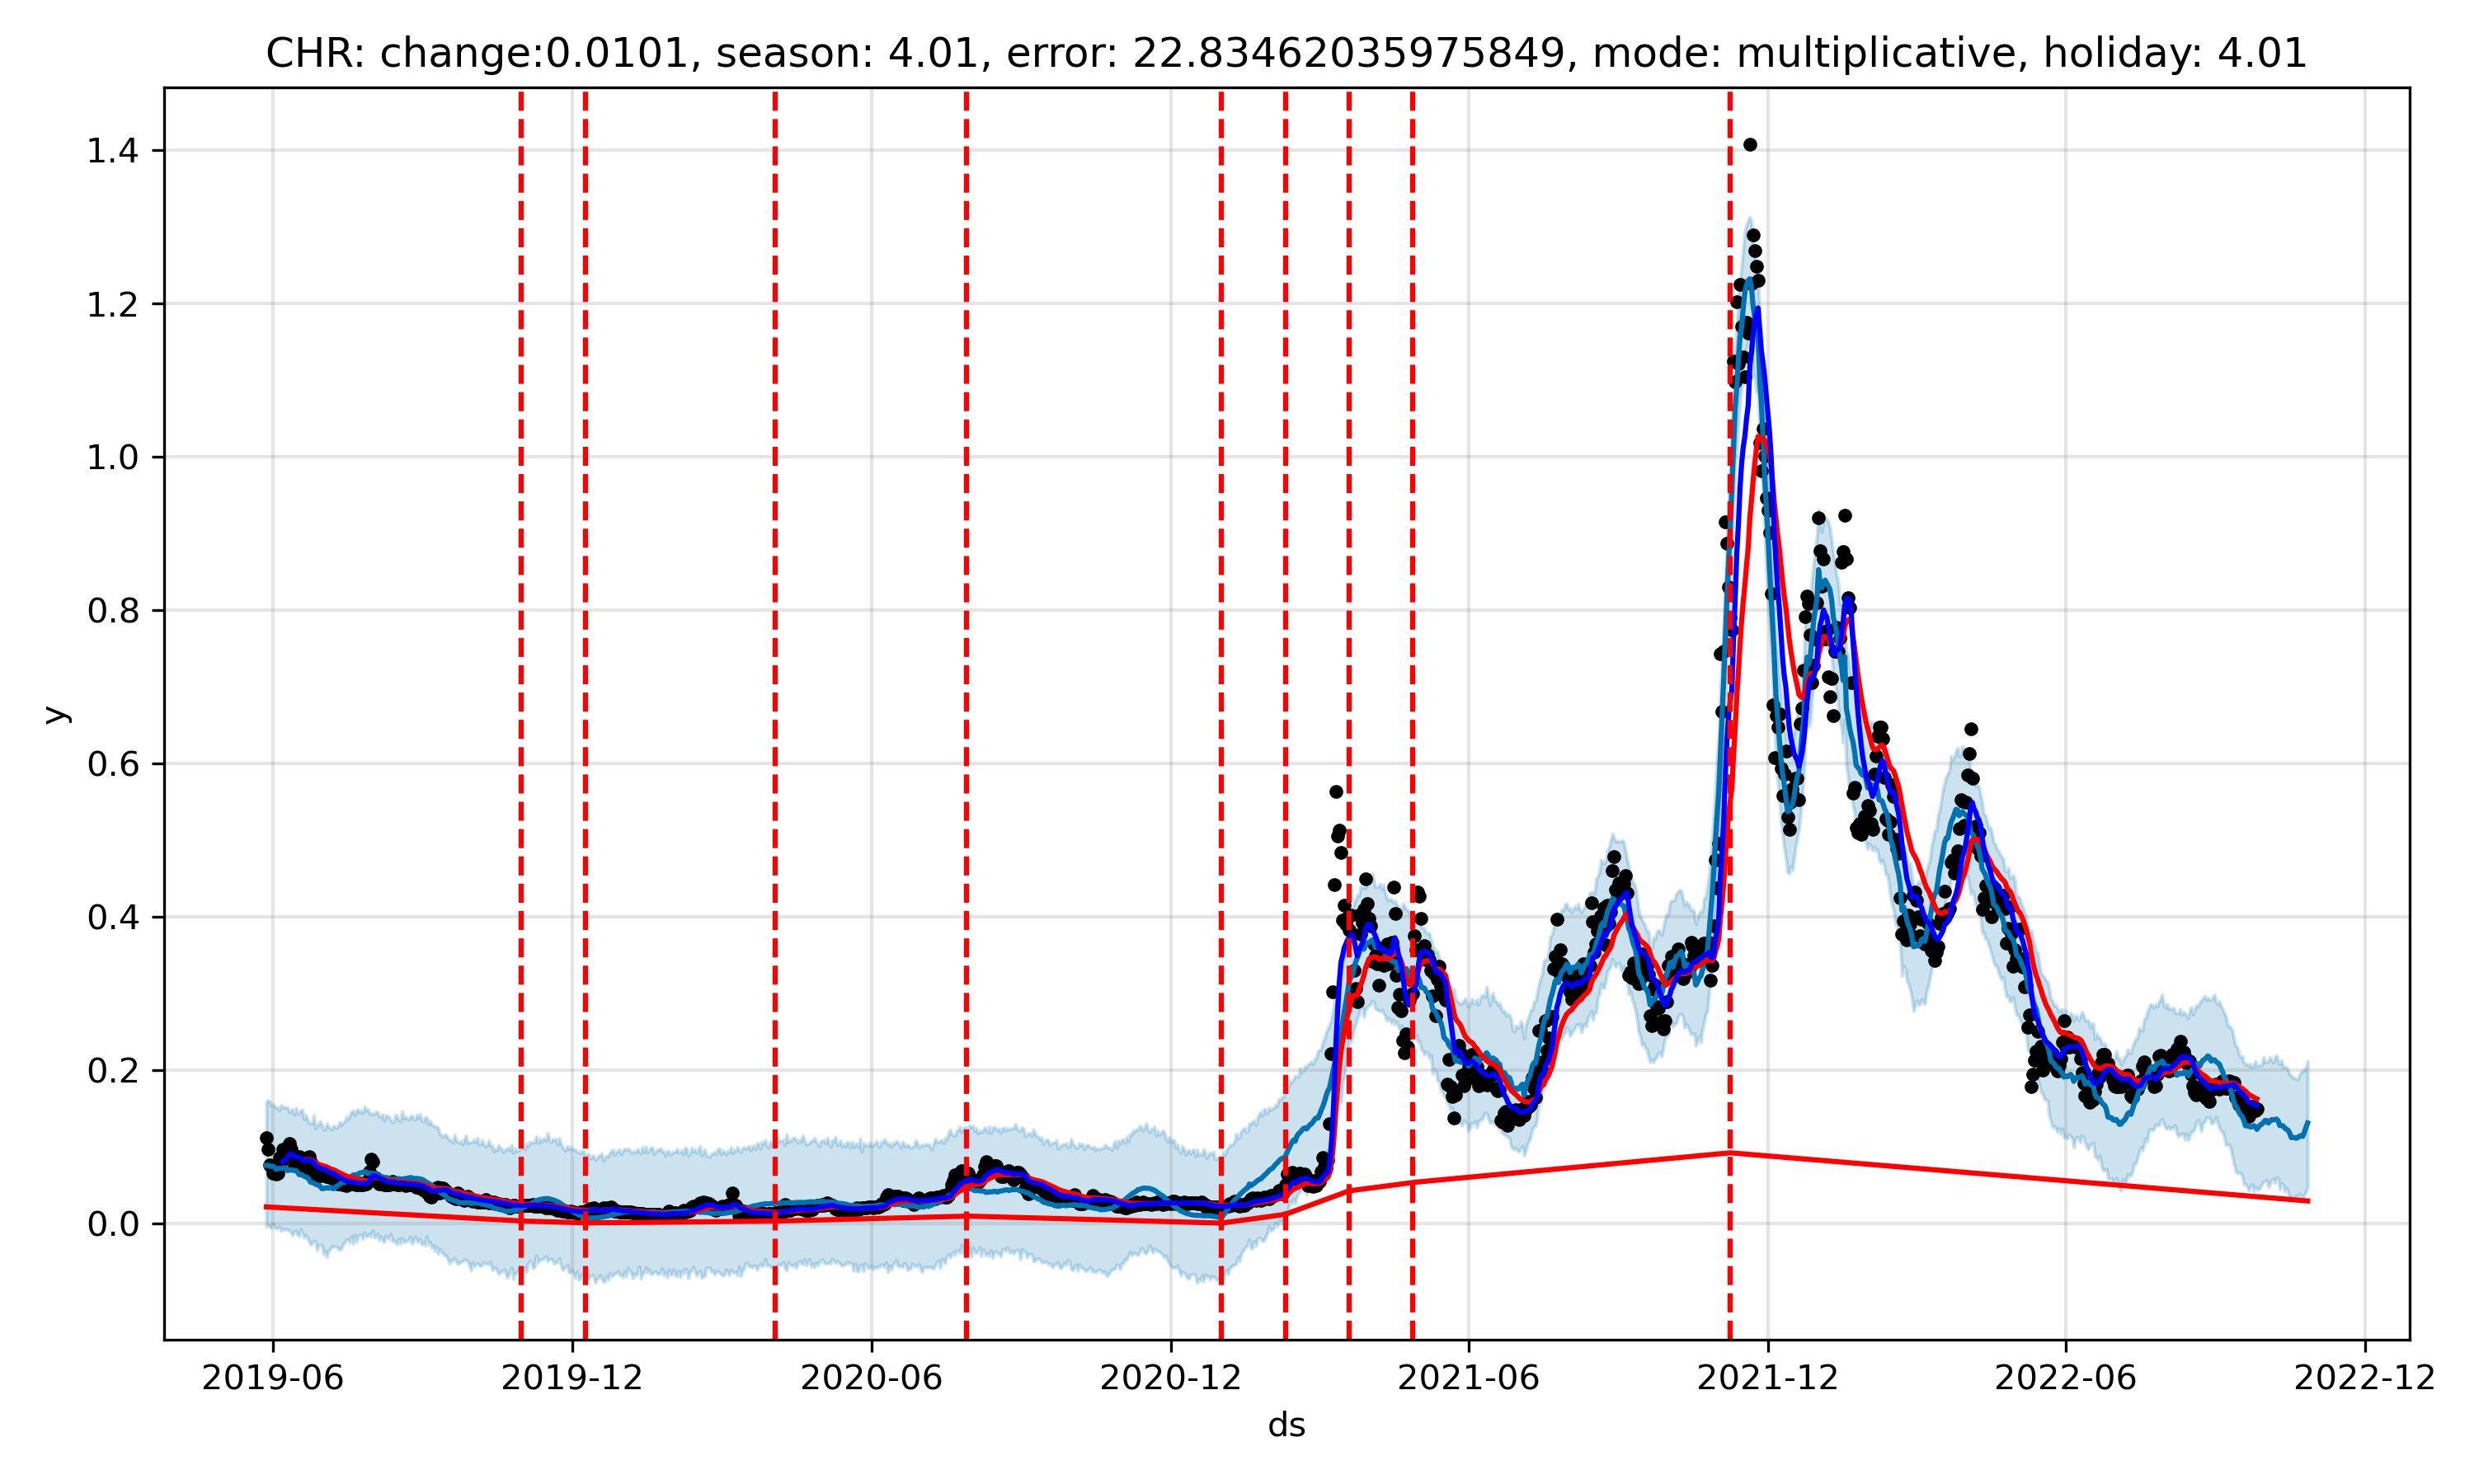 CHR: change:0.0101, season: 4.01, error: 22.83462035975849, mode: multiplicative, holiday: 4.01
1.4
1.2
1.0
0.8
0.6
0.4
0.2
0.0
y
2019-06 2019-12 2020-06 2020-12 2021-06 2021-12 2022-06 2022-12
ds